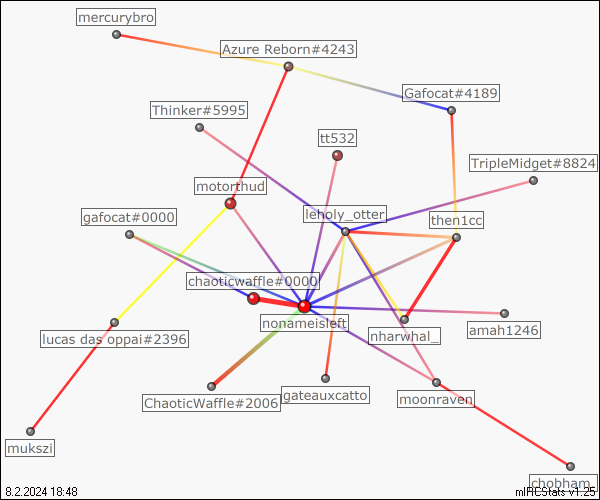 mercurybro
Azure Reborn#4243
Gafocat#4189
Thinker#5995
tt532
TripleMidget#8824
motorthud
leholy_otter
gafocat#0000
then1cc
chaoticwaffle#0000
nonameisleft
nharwhal_
amah1246
lucas das oppai#2396
ChaoticWaffle#2006
gateauxcatto
moonraven
mukszi
chobham_
8.2.2024 18:48
mIRCStats v1.25